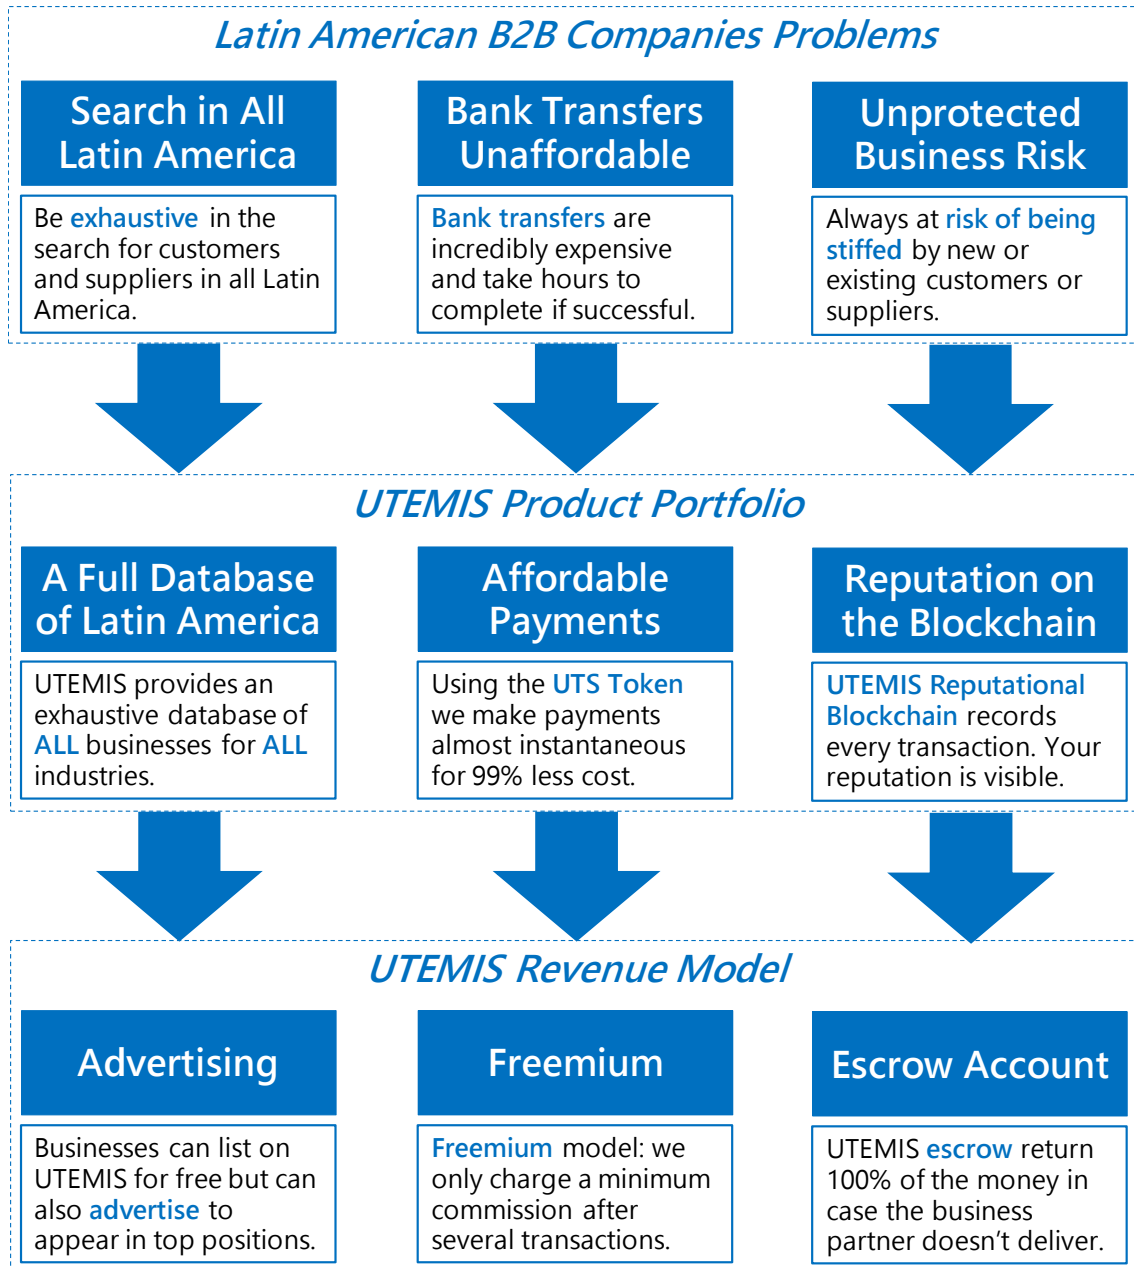 Latin American B2B Companies Problems
Search in All
Latin America
Be exhaustive in the
search for customers
and suppliers in all Latin
America.
Bank Transfers
Unaffordable
Bank transfers are
incredibly expensive
and take hours to
complete if successful.
Unprotected
Business Risk
Always at risk of being
stiffed by new or
existing customers or
suppliers.
UTEMIS Product Portfolio
A Full Database
of Latin America
UTEMIS provides an
exhaustive database of
ALL businesses for ALL
industries.
Affordable
Payments
Using the UTS Token
we make payments
almost instantaneous
for 99% less cost.
Reputation on
the Blockchain
UTEMIS Reputational
Blockchain records
every transaction. Your
reputation is visible.
UTEMIS Revenue Model
Advertising
Businesses can list on
UTEMIS for free but can
also advertise to
appear in top positions.
Freemium
Freemium model: we
only charge a minimum
commission after
several transactions.
Escrow Account
UTEMIS escrow return
100% of the money in
case the business
partner doesn't deliver.